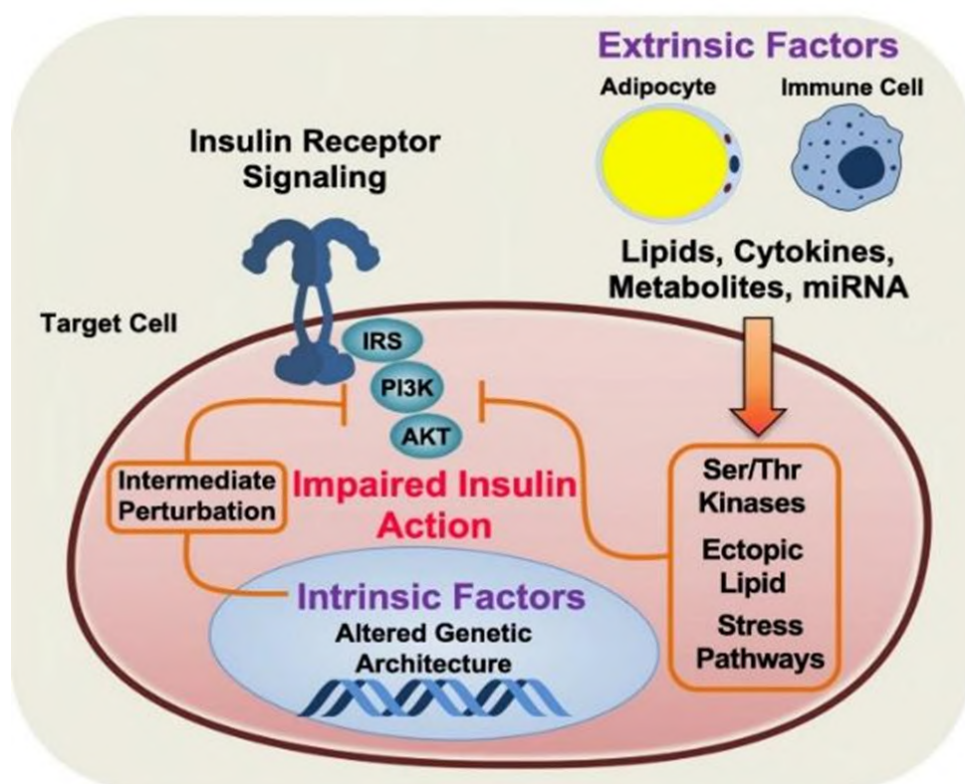 Extrinsic Factors
Adipocyte
Immune Cell
Insulin Receptor
Signaling
Lipids, Cytokines,
Metabolites, miRNA
Target Cell
IRS
PI3K
AKT
Intermediate
Perturbation
Impaired Insulin
Action
Ser/Thr
Kinases
Ectopic
Lipid
Stress
Pathways
Intrinsic Factors
Altered Genetic
Architecture